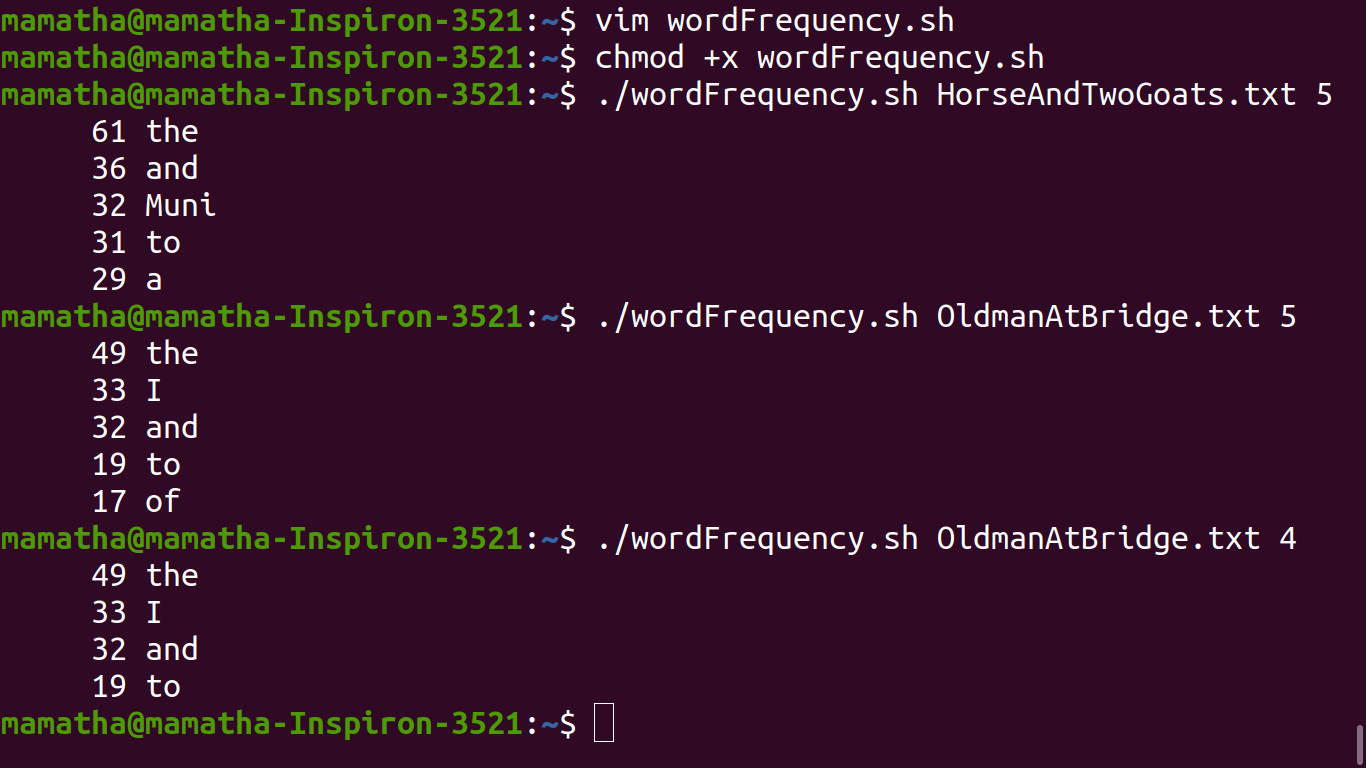 mamatha@mamatha-Inspiron-3521:~$ vim wordFrequency.sh
mamatha@mamatha-Inspiron-3521:~$ chmod +x wordFrequency.sh
mamatha@mamatha-Inspiron-3521:~$ ./wordFrequency.sh HorseAndTwoGoats.txt 5
     61 the
     36 and
     32 Muni
     31 to
     29 a
mamatha@mamatha-Inspiron-3521:~$ ./wordFrequency.sh OldmanAtBridge.txt 5
     49 the
     33 I
     32 and
     19 to
     17 of
mamatha@mamatha-Inspiron-3521:~$ ./wordFrequency.sh OldmanAtBridge.txt 4
     49 the
     33 I
     32 and
     19 to
mamatha@mamatha-Inspiron-3521:~$